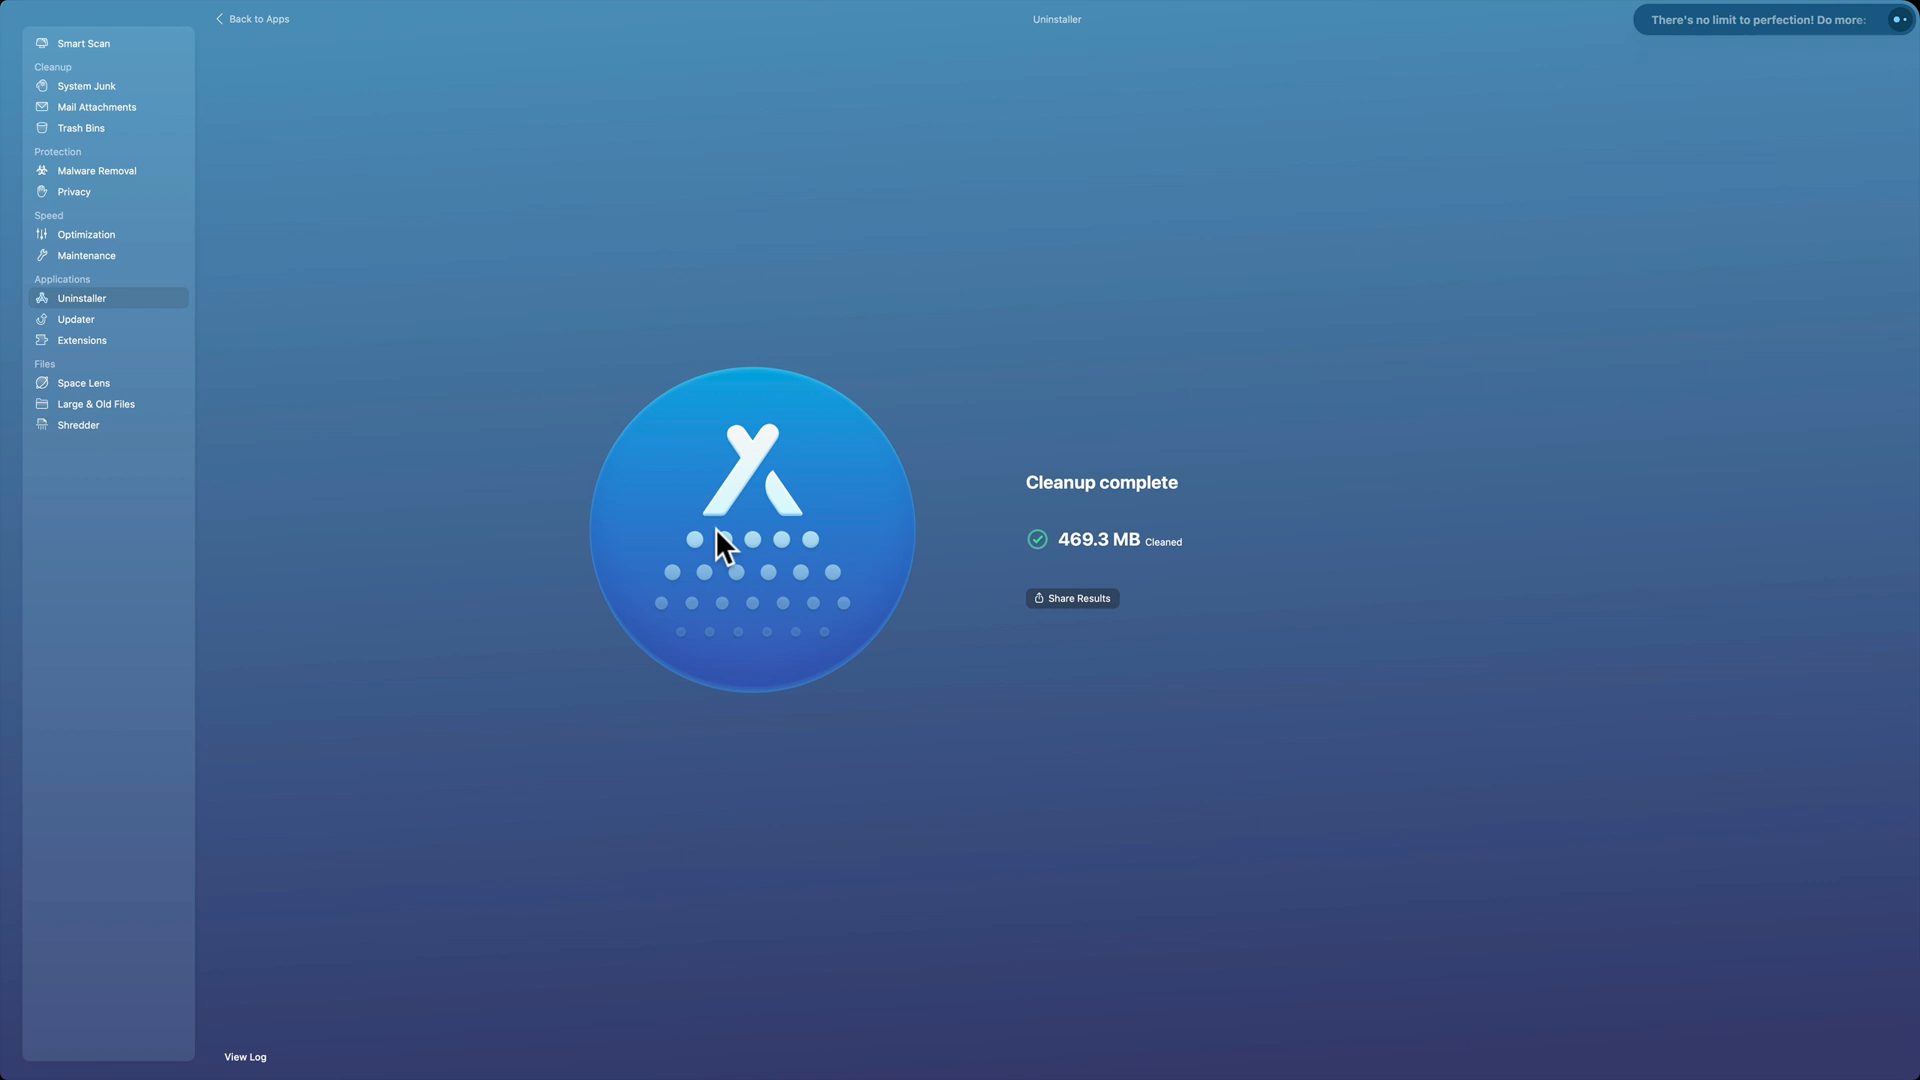 Back to Apps
Uninstaller
There's no limit to perfection! Do more:
Smart Scan
Cleanup
System Junk
Mail Attachments
Trash Bins
Protection
Malware Removal
Privacy
Speed
Optimization
Maintenance
Applications
Uninstaller
Updater
Extensions
Files
Space Lens
Large & Old Files
Shredder
Cleanup complete
469.3 MB Cleaned
Share Results
View Log